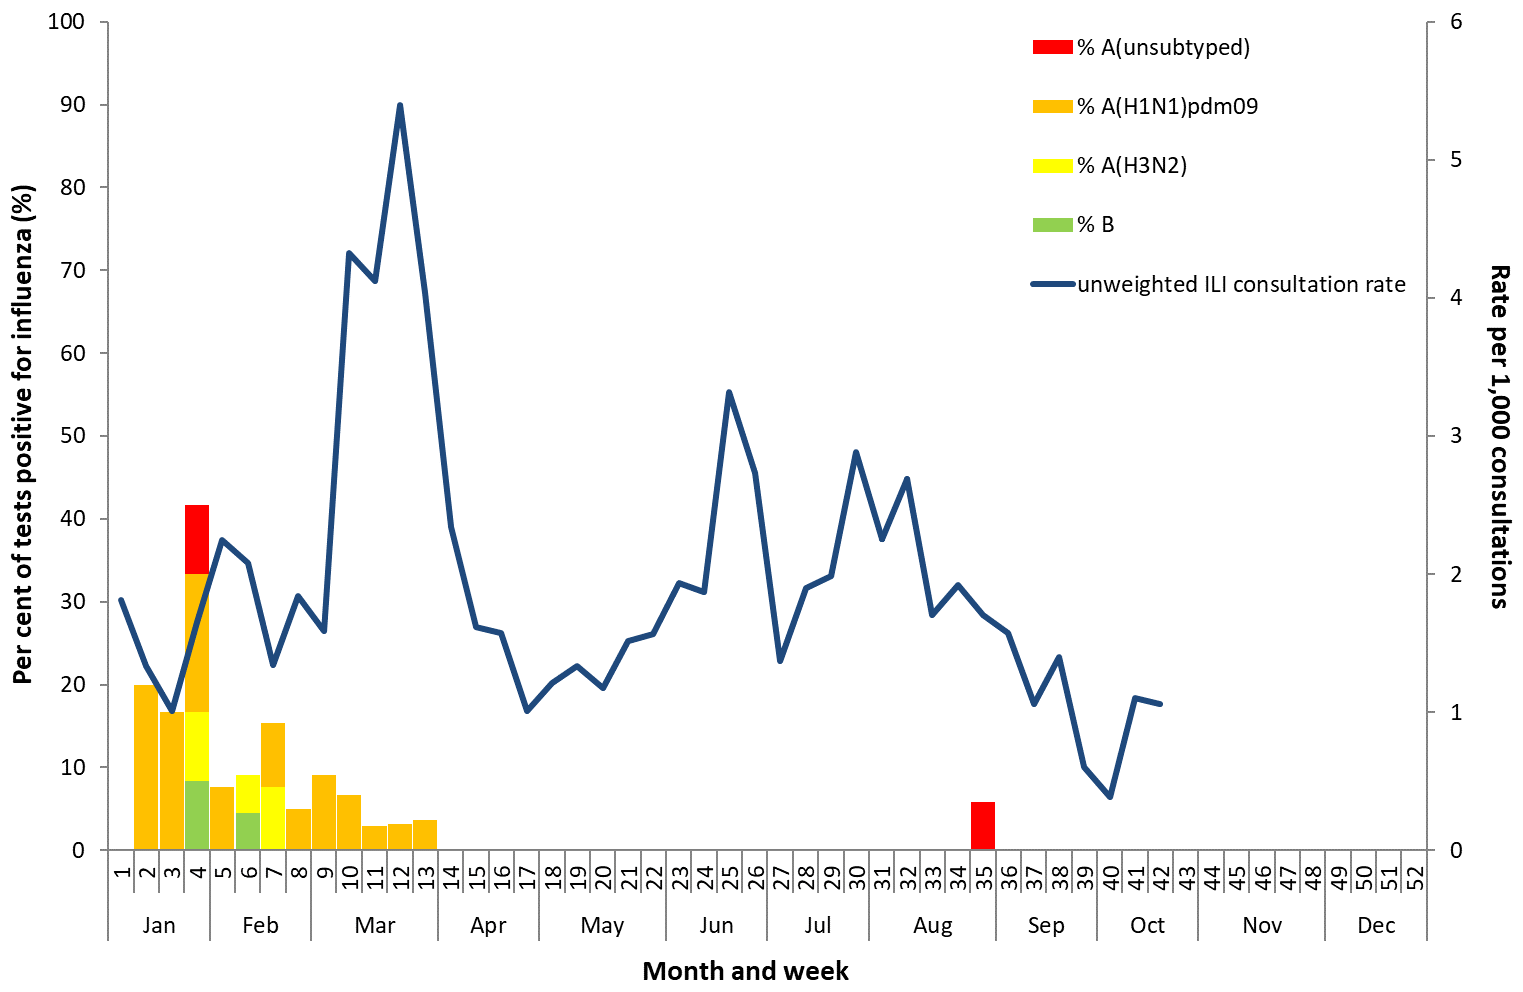 Per cent of tests positive for influenza (%)
100
90
80
70
60
50
40
30
20
10
0
% A(unsubtyped)
% A(H1N1)pdm09
% A(H3N2)
% B
unweighted ILI consultation rate
6
5
4
3
2
1
0
Rate per 1,000 consultations
1 2 3 4 5 6 7 8 9 10 11 12 13 14 15 16 17 18 19 20 21 22 23 24 25 26 27 28 29 30 31 32 33 34 35 36 37 38 39 40 41 42 43 44 45 46 47 48 49 50 51 52
Jan Feb Mar Apr May Jun Jul Aug Sep Oct Nov Dec
Month and week